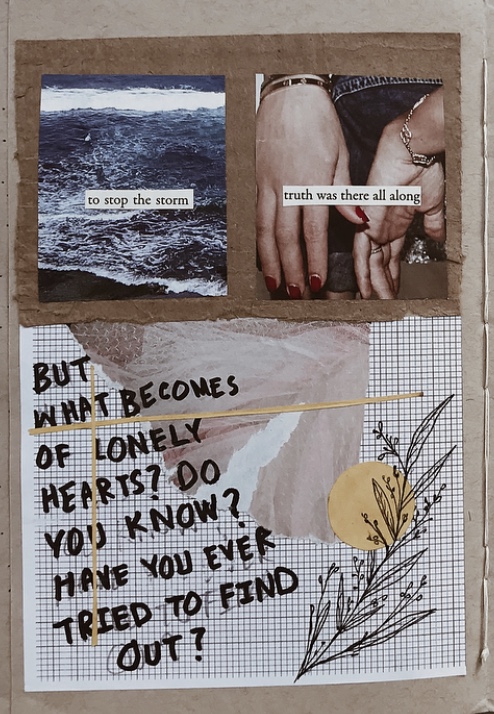 to stop the storm
truth was there all along
BUT
WHAT BECOMES
OF LONELY
HEARTS? DO
YOU KNOW?
HAVE YOU EVER
TRIED TO FIND
OUT?